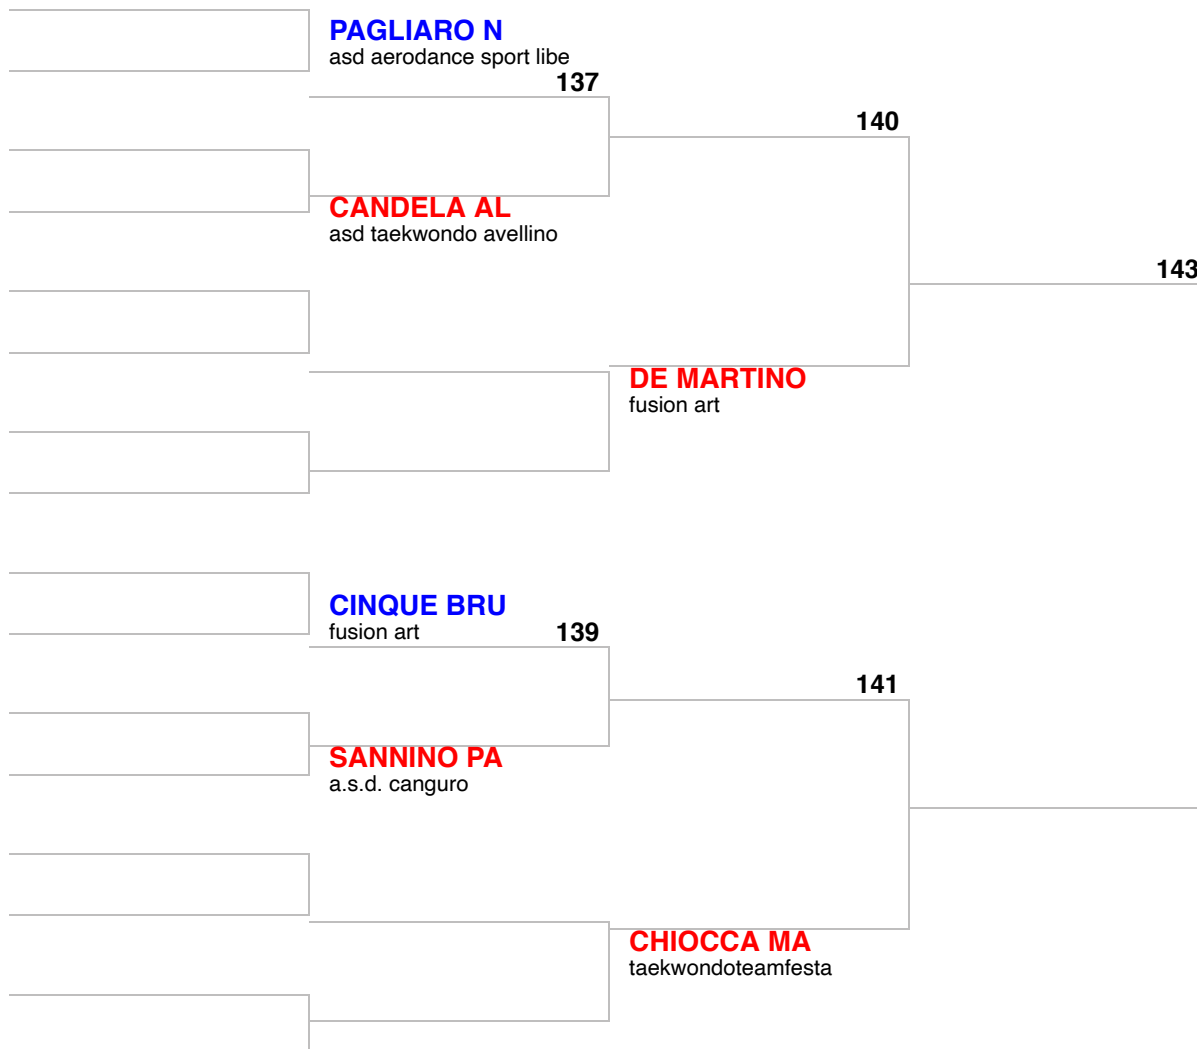 PAGLIARO N
asd aerodance sport libe
137
140
CANDELA AL
asd taekwondo avellino
143
DE MARTINO
fusion art
CINQUE BRU
fusion art
139
141
SANNINO PA
a.s.d. canguro
CHIOCCA MA
taekwondoteamfesta